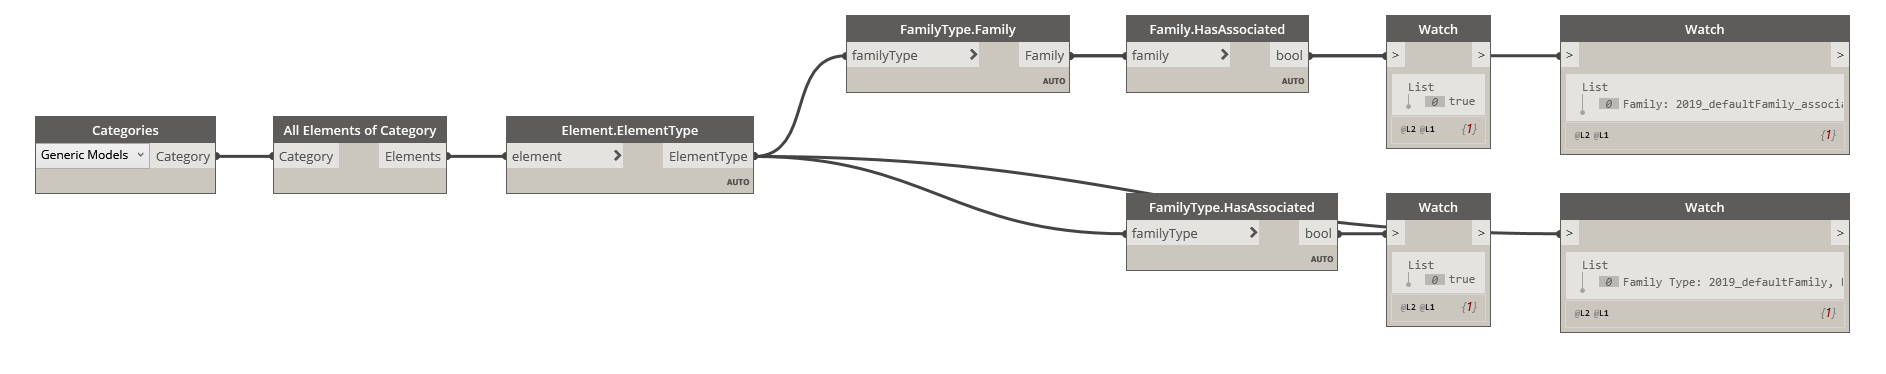 Categories
Generic Models
Category
All Elements of Category
Category Elements
Element.ElementType
element > ElementType
AUTO
FamilyType.Family
familyType > Family
AUTO
Family.HasAssociated
family > bool
AUTO
Watch
> >
List
0 true
@L2 @L1 {1}
Watch
> >
List
0 Family: 2019_defaultFamily_associ
@L2 @L1 {1}
FamilyType.HasAssociated
familyType > bool
AUTO
Watch
> >
List
0 true
@L2 @L1 {1}
Watch
> >
List
0 Family Type: 2019_defaultFamily,
@L2 @L1 {1}